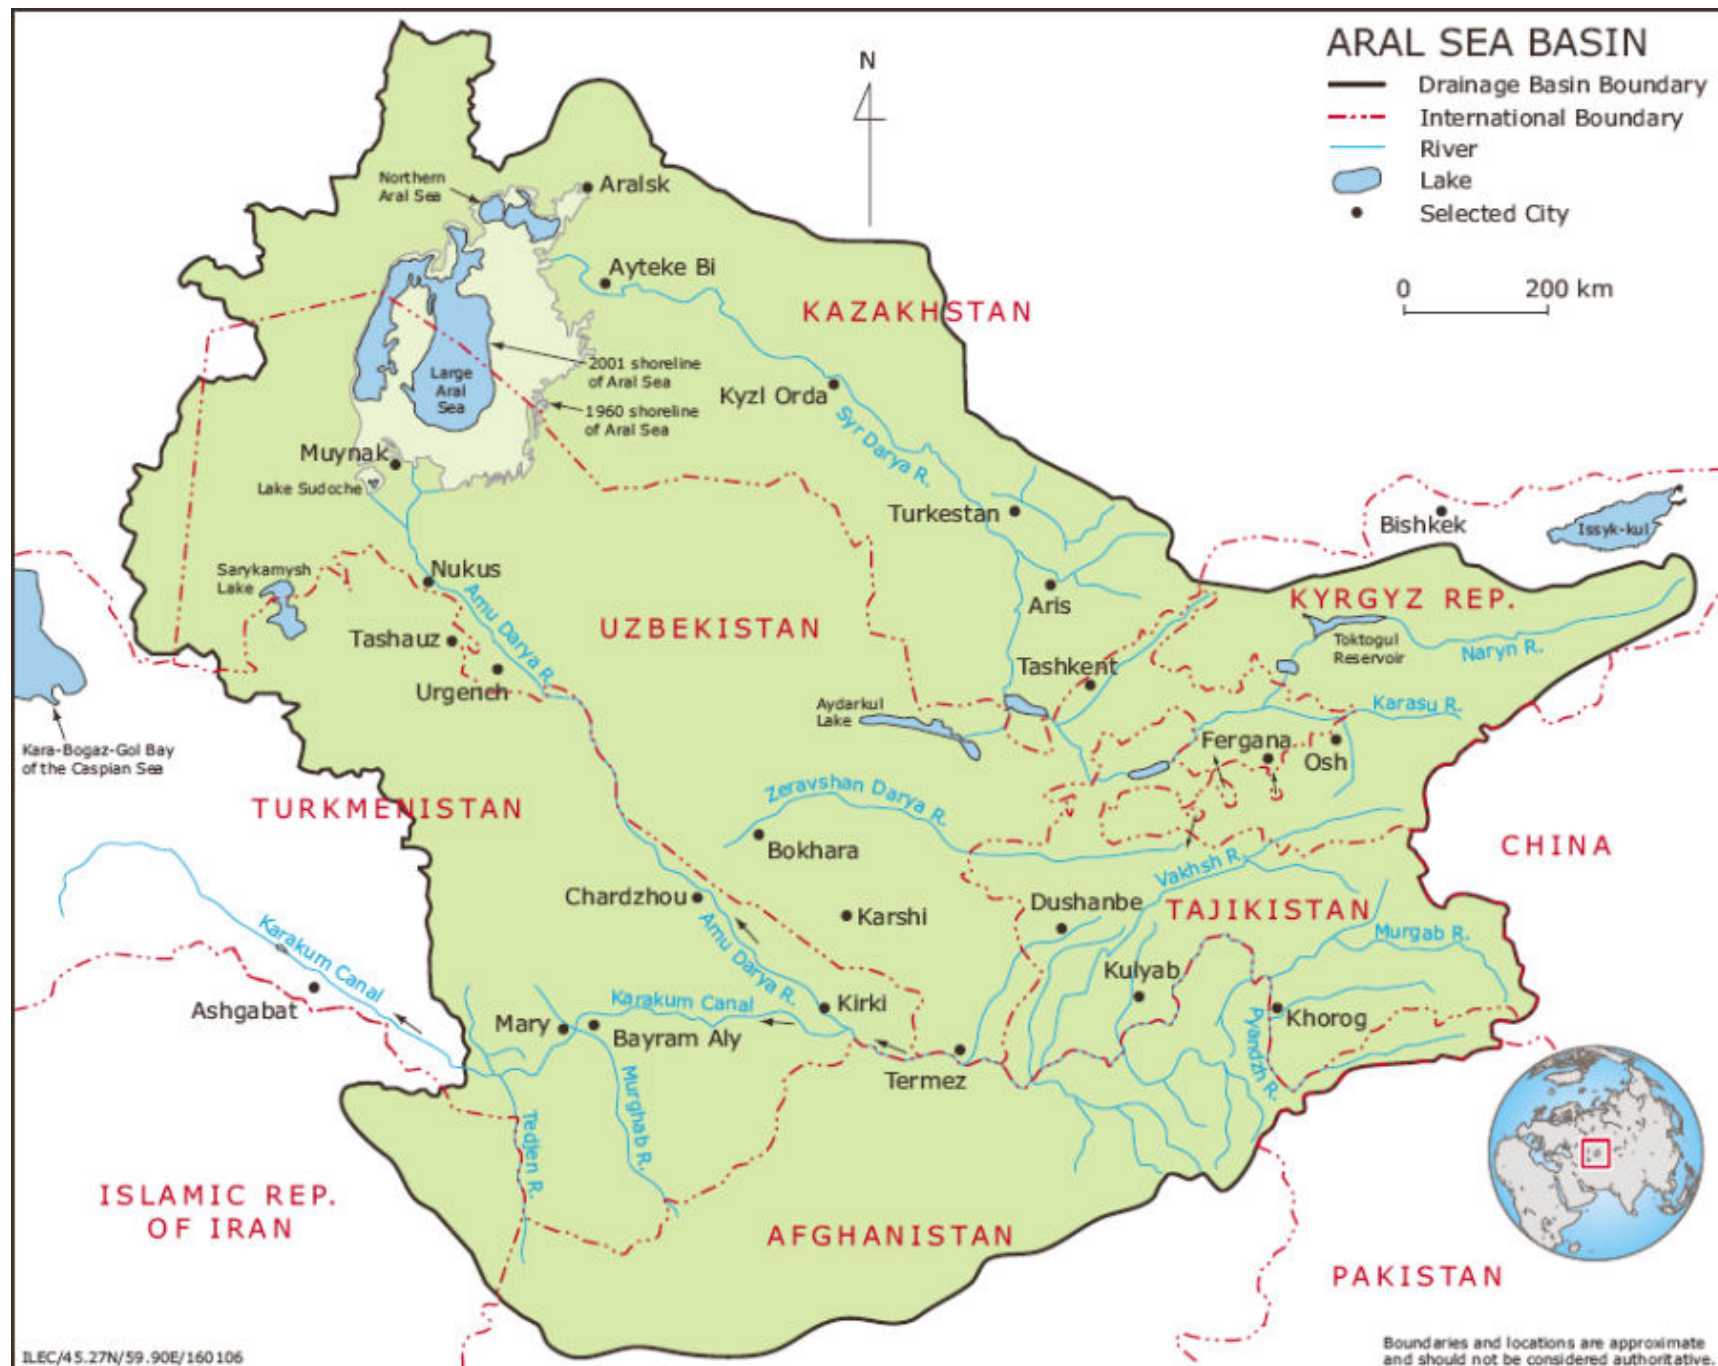 ARAL SEA BASIN
Drainage Basin Boundary
International Boundary
River
Lake
Selected City
0 200 km
N
Northern
Aral Sea
Aralsk
Ayteke Bi
KAZAKHSTAN
2001 shoreline
of Aral Sea
Large
Aral
Sea
1960 shoreline
of Aral Sea
Kyzl Orda
Syr Darya R.
Muynak
Lake Sudoche
Turkestan
Bishkek
Issyk-kul
Sarykamysh
Lake
Nukus
Amu Darya R.
Aris
KYRGYZ REP.
UZBEKISTAN
Tashauz
Toktogul
Reservoir
Naryn R.
Tashkent
Urgench
Aydarkul
Lake
Karasu R.
Kara-Bogaz-Gol Bay
of the Caspian Sea
Fergana
Osh
TURKMENISTAN
Zeravshan Darya R.
Bokhara
CHINA
Vakhsh R.
Chardzhou
Karshi
Dushanbe
TAJIKISTAN
Murgab R.
Karakum Canal
Amu Darya R.
Kulyab
Ashgabat
Karakum Canal
Kirki
Khorog
Mary
Bayram Aly
Pyandzh R.
Termez
Murghab R.
Tedjen R.
ISLAMIC REP.
OF IRAN
AFGHANISTAN
PAKISTAN
ILEC/45.27N/59.90E/160106
Boundaries and locations are approximate
and should not be considered authoritative.